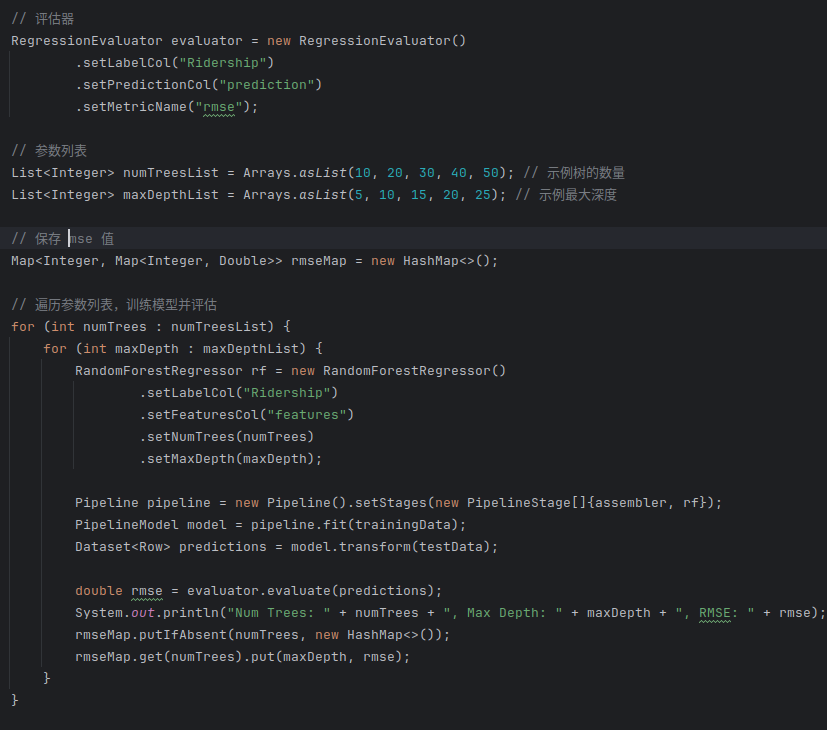 // 评估器
RegressionEvaluator evaluator = new RegressionEvaluator()
        .setLabelCol("Ridership")
        .setPredictionCol("prediction")
        .setMetricName("rmse");
// 参数列表
List<Integer> numTreesList = Arrays.asList(10, 20, 30, 40, 50); // 示例树的数量
List<Integer> maxDepthList = Arrays.asList(5, 10, 15, 20, 25); // 示例最大深度
// 保存 mse 值
Map<Integer, Map<Integer, Double>> rmseMap = new HashMap<>();
// 遍历参数列表，训练模型并评估
for (int numTrees : numTreesList) {
    for (int maxDepth : maxDepthList) {
        RandomForestRegressor rf = new RandomForestRegressor()
                .setLabelCol("Ridership")
                .setFeaturesCol("features")
                .setNumTrees(numTrees)
                .setMaxDepth(maxDepth);
        Pipeline pipeline = new Pipeline().setStages(new PipelineStage[]{assembler, rf});
        PipelineModel model = pipeline.fit(trainingData);
        Dataset<Row> predictions = model.transform(testData);
        double rmse = evaluator.evaluate(predictions);
        System.out.println("Num Trees: " + numTrees + ", Max Depth: " + maxDepth + ", RMSE: " + rmse);
        rmseMap.putIfAbsent(numTrees, new HashMap<>());
        rmseMap.get(numTrees).put(maxDepth, rmse);
    }
}